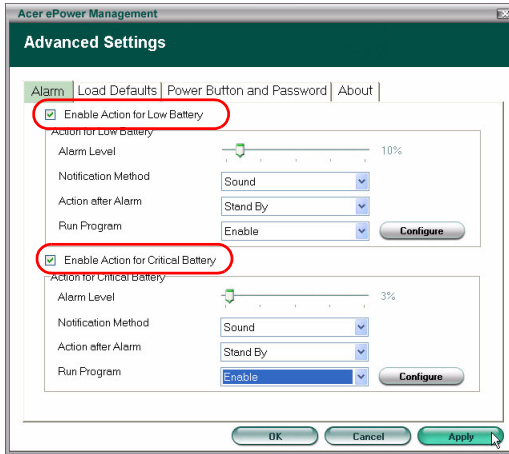 Acer ePower Management
Advanced Settings
Alarm Load Defaults Power Button and Password About
Enable Action for Low Battery
Action for Low Battery
Alarm Level 10%
Notification Method Sound
Action after Alarm Stand By
Run Program Enable Configure
Enable Action for Critical Battery
Action for Critical Battery
Alarm Level 3%
Notification Method Sound
Action after Alarm Stand By
Run Program Enable Configure
OK Cancel Apply